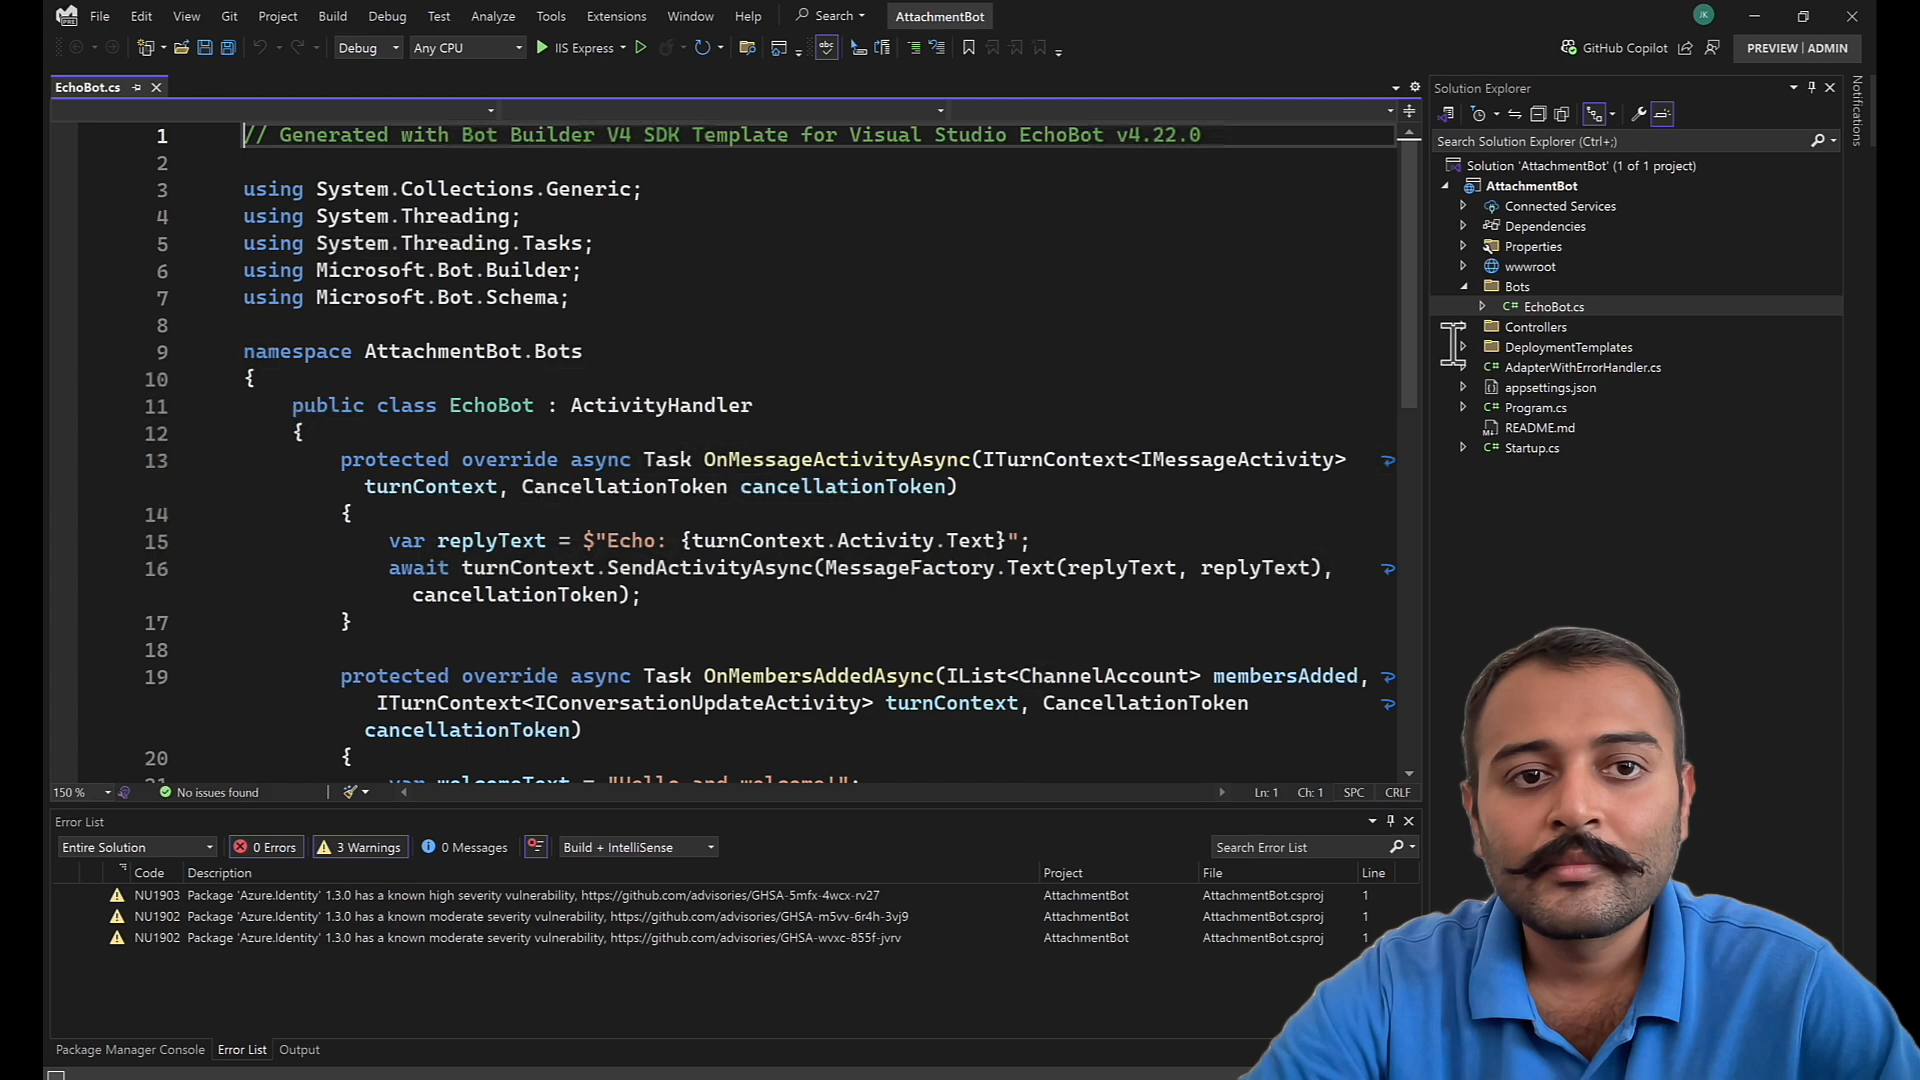 File Edit View Git Project Build Debug Test Analyze Tools Extensions Window Help Search AttachmentBot JK
Debug Any CPU IIS Express GitHub Copilot PREVIEW | ADMIN
EchoBot.cs
1 // Generated with Bot Builder V4 SDK Template for Visual Studio EchoBot v4.22.0
2
3 using System.Collections.Generic;
4 using System.Threading;
5 using System.Threading.Tasks;
6 using Microsoft.Bot.Builder;
7 using Microsoft.Bot.Schema;
8
9 namespace AttachmentBot.Bots
10 {
11 public class EchoBot : ActivityHandler
12 {
13 protected override async Task OnMessageActivityAsync(ITurnContext<IMessageActivity>
turnContext, CancellationToken cancellationToken)
14 {
15 var replyText = $"Echo: {turnContext.Activity.Text}";
16 await turnContext.SendActivityAsync(MessageFactory.Text(replyText, replyText),
cancellationToken);
17 }
18
19 protected override async Task OnMembersAddedAsync(IList<ChannelAccount> membersAdded,
ITurnContext<IConversationUpdateActivity> turnContext, CancellationToken
cancellationToken)
20 {
21 var welcomeText = "Hello and welcome!";
150 % No issues found Ln: 1 Ch: 1 SPC CRLF
Error List
Entire Solution 0 Errors 3 Warnings 0 Messages Build + IntelliSense Search Error List
Code Description Project File Line
NU1903 Package 'Azure.Identity' 1.3.0 has a known high severity vulnerability, https://github.com/advisories/GHSA-5mfx-4wcx-rv27 AttachmentBot AttachmentBot.csproj 1
NU1902 Package 'Azure.Identity' 1.3.0 has a known moderate severity vulnerability, https://github.com/advisories/GHSA-m5vv-6r4h-3vj9 AttachmentBot AttachmentBot.csproj 1
NU1902 Package 'Azure.Identity' 1.3.0 has a known moderate severity vulnerability, https://github.com/advisories/GHSA-wvxc-855f-jvrv AttachmentBot AttachmentBot.csproj 1
Package Manager Console Error List Output
Solution Explorer
Search Solution Explorer (Ctrl+;)
Solution 'AttachmentBot' (1 of 1 project)
AttachmentBot
Connected Services
Dependencies
Properties
wwwroot
Bots
C# EchoBot.cs
Controllers
DeploymentTemplates
C# AdapterWithErrorHandler.cs
appsettings.json
C# Program.cs
README.md
C# Startup.cs
Notifications